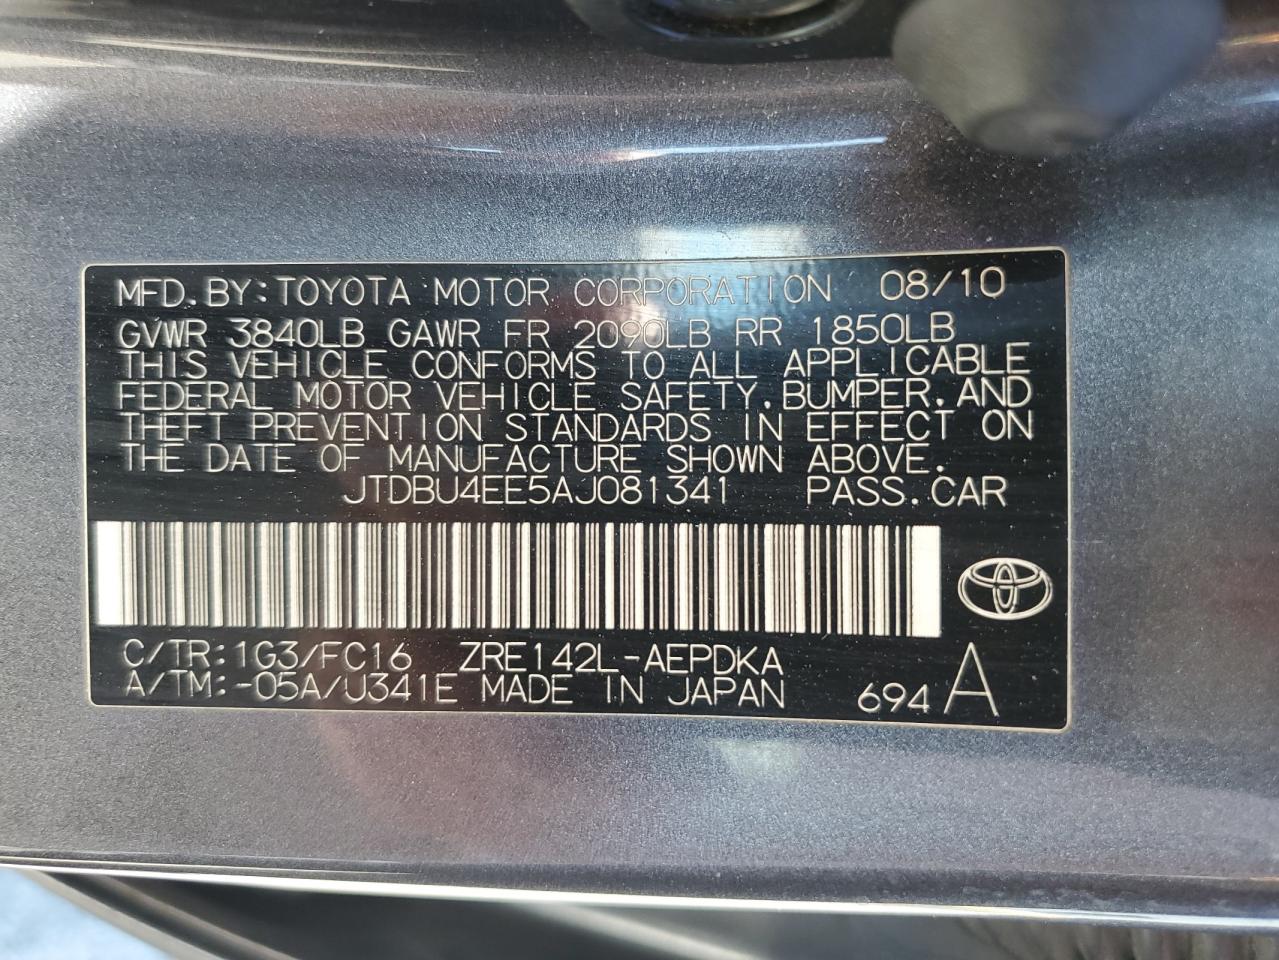 MFD.BY:TOYOTA MOTOR CORPORATION 08/10
GVWR 3840LB GAWR FR 2090LB RR 1850LB
THIS VEHICLE CONFORMS TO ALL APPLICABLE
FEDERAL MOTOR VEHICLE SAFETY,BUMPER,AND
THEFT PREVENTION STANDARDS IN EFFECT ON
THE DATE OF MANUFACTURE SHOWN ABOVE.
JTDBU4EE5AJ081341 PASS.CAR
C/TR:1G3/FC16 ZRE142L-AEPDKA
A/TM:-05A/U341E MADE IN JAPAN 694 A